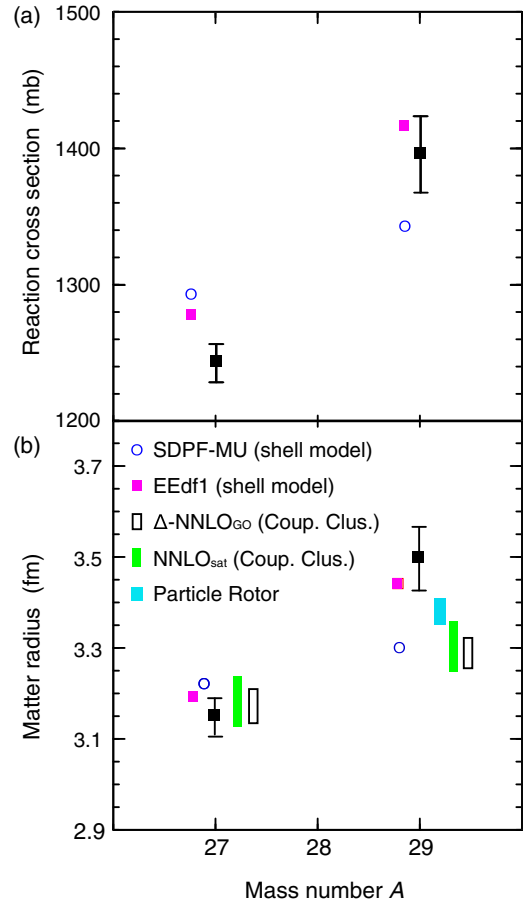 (a)
1500
1400
1300
1200
Reaction cross section (mb)
(b)
3.7
3.5
3.3
3.1
2.9
Matter radius (fm)
SDPF-MU (shell model)
EEdf1 (shell model)
Δ-NNLOGO (Coup. Clus.)
NNLOsat (Coup. Clus.)
Particle Rotor
27 28 29
Mass number A